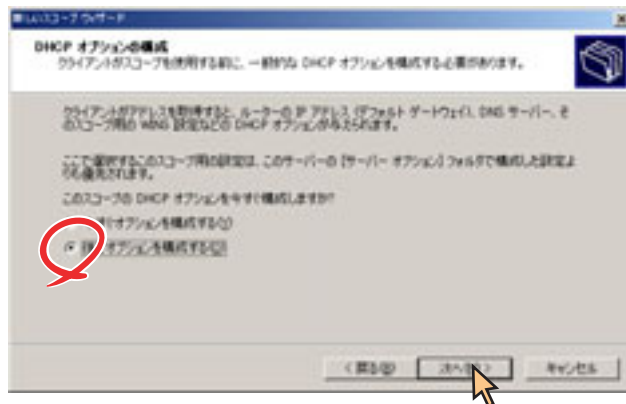 新しいスコープ ウィザード
DHCP オプションの構成
クライアントがスコープを使用する前に、一般的な DHCP オプションを構成する必要があります。
クライアントがアドレスを取得すると、ルーターの IP アドレス (デフォルト ゲートウェイ)、DNS サーバー、そ
のスコープ用の WINS 設定などの DHCP オプションが与えられます。
ここで選択するこのスコープ用の設定は、このサーバーの [サーバー オプション] フォルダで構成した設定よ
りも優先されます。
このスコープの DHCP オプションを今すぐ構成しますか?
オプションを構成する(Y)
オプションを構成する(O)
< 戻る(B)
次へ
キャンセル